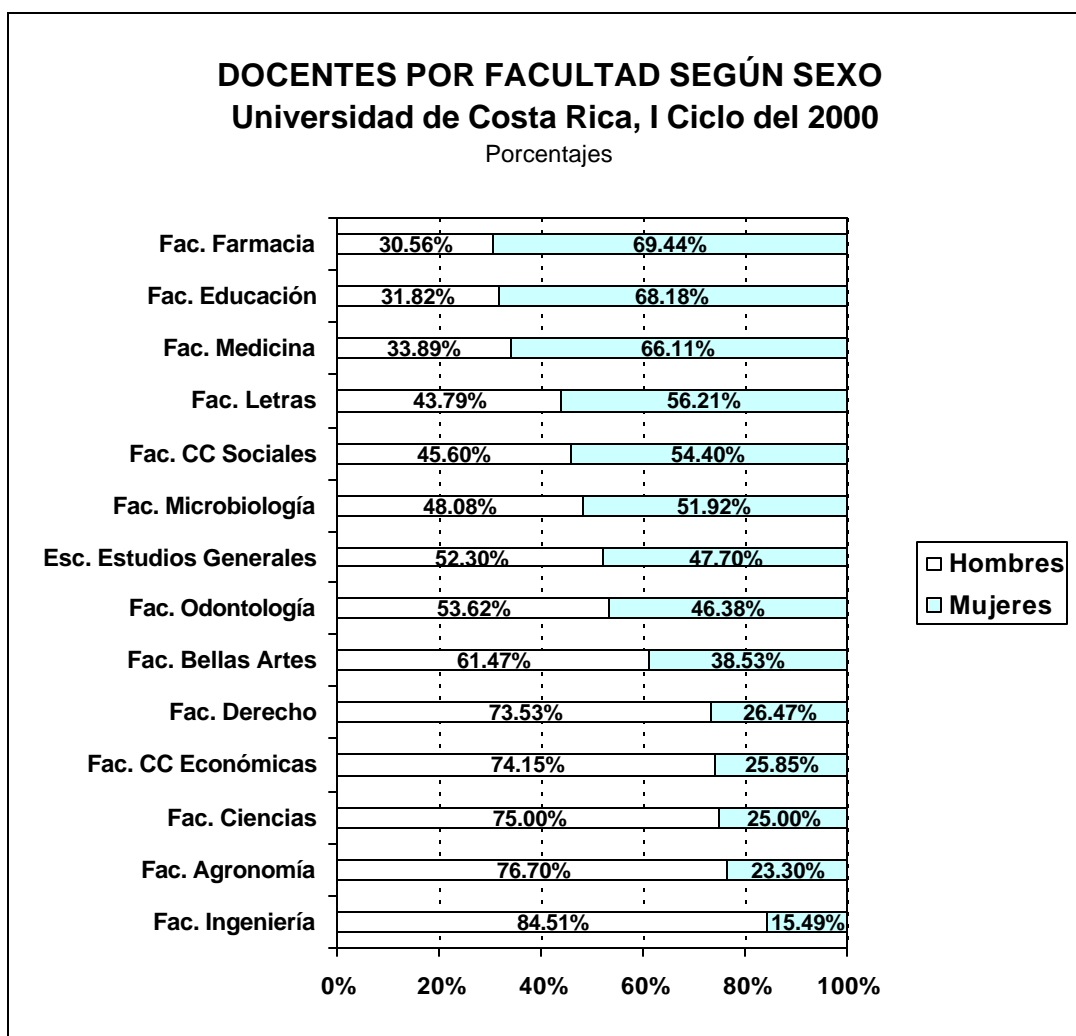 DOCENTES POR FACULTAD SEGÚN SEXO
Universidad de Costa Rica, I Ciclo del 2000
Porcentajes
Fac. Farmacia 30.56% 69.44%
Fac. Educación 31.82% 68.18%
Fac. Medicina 33.89% 66.11%
Fac. Letras 43.79% 56.21%
Fac. CC Sociales 45.60% 54.40%
Fac. Microbiología 48.08% 51.92%
Esc. Estudios Generales 52.30% 47.70%
Fac. Odontología 53.62% 46.38%
Fac. Bellas Artes 61.47% 38.53%
Fac. Derecho 73.53% 26.47%
Fac. CC Económicas 74.15% 25.85%
Fac. Ciencias 75.00% 25.00%
Fac. Agronomía 76.70% 23.30%
Fac. Ingeniería 84.51% 15.49%
0% 20% 40% 60% 80% 100%
Hombres
Mujeres